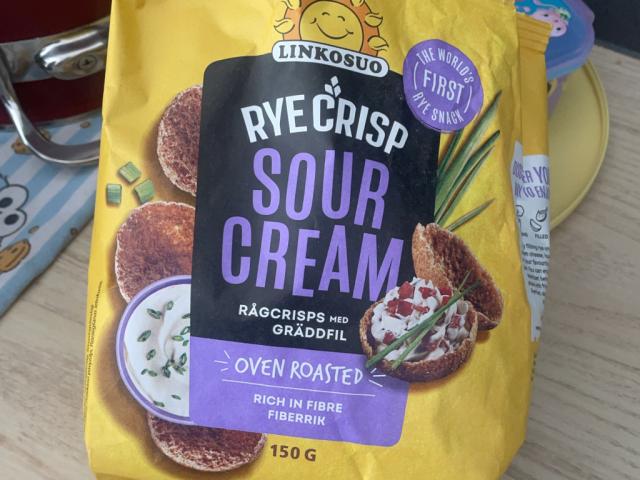 LINKOSUO
THE WORLD'S
FIRST
RYE SNACK
RYE CRISP
SOUR
CREAM
RÅGCRISPS MED
GRÄDDFIL
OVEN ROASTED
RICH IN FIBRE
FIBERRIK
150 G